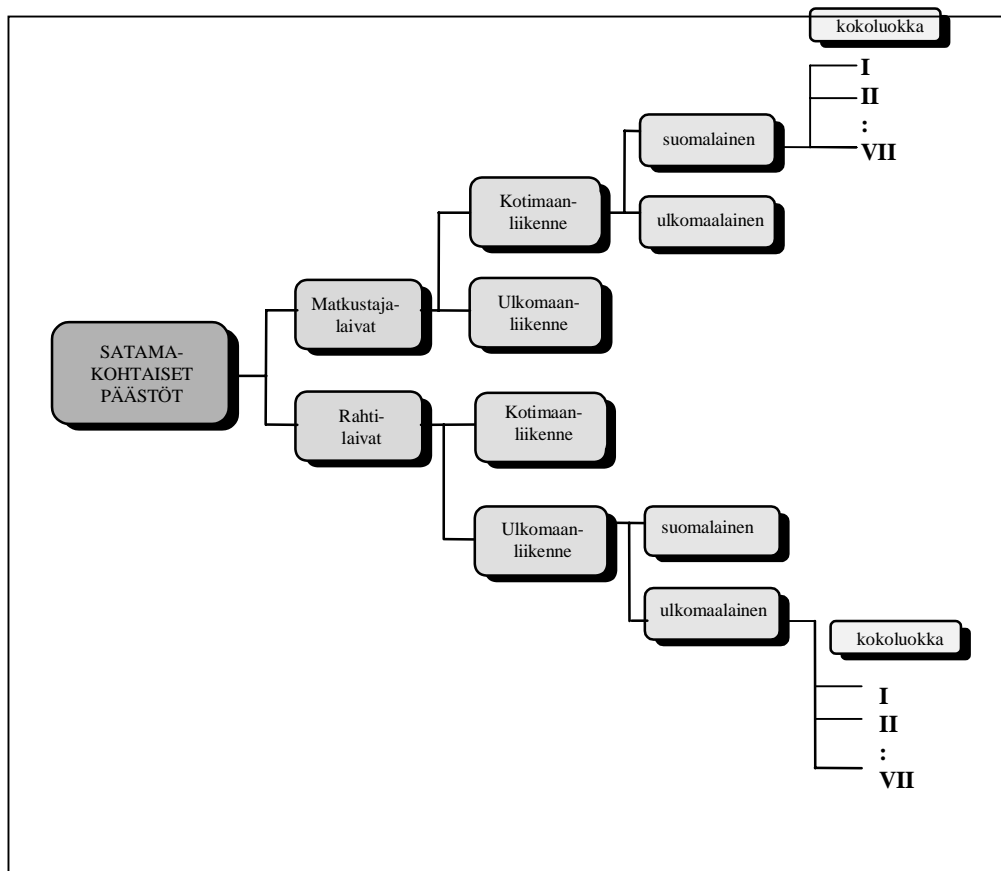 kokoluokka
I
II
:
VII
suomalainen
Kotimaan-
liikenne
ulkomaalainen
Matkustaja-
laivat
Ulkomaan-
liikenne
SATAMA-
KOHTAISET
PÄÄSTÖT
Rahti-
laivat
Kotimaan-
liikenne
Ulkomaan-
liikenne
suomalainen
ulkomaalainen
kokoluokka
I
II
:
VII